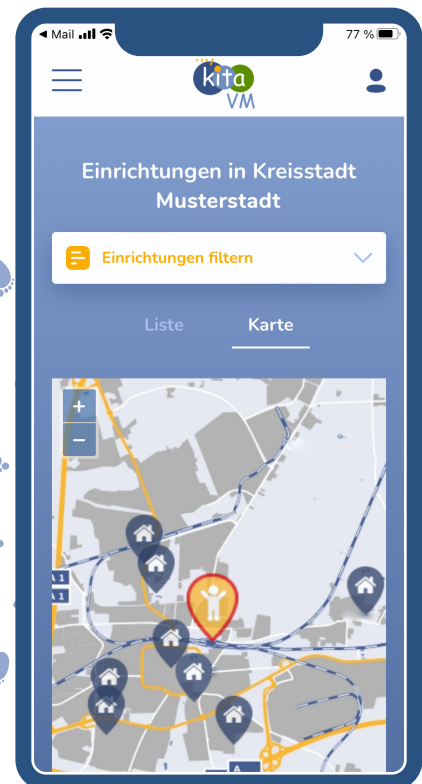 Mail
77 %
kita
VM
Einrichtungen in Kreisstadt
Musterstadt
Einrichtungen filtern
Liste
Karte
+
−
A 1
A 1
A